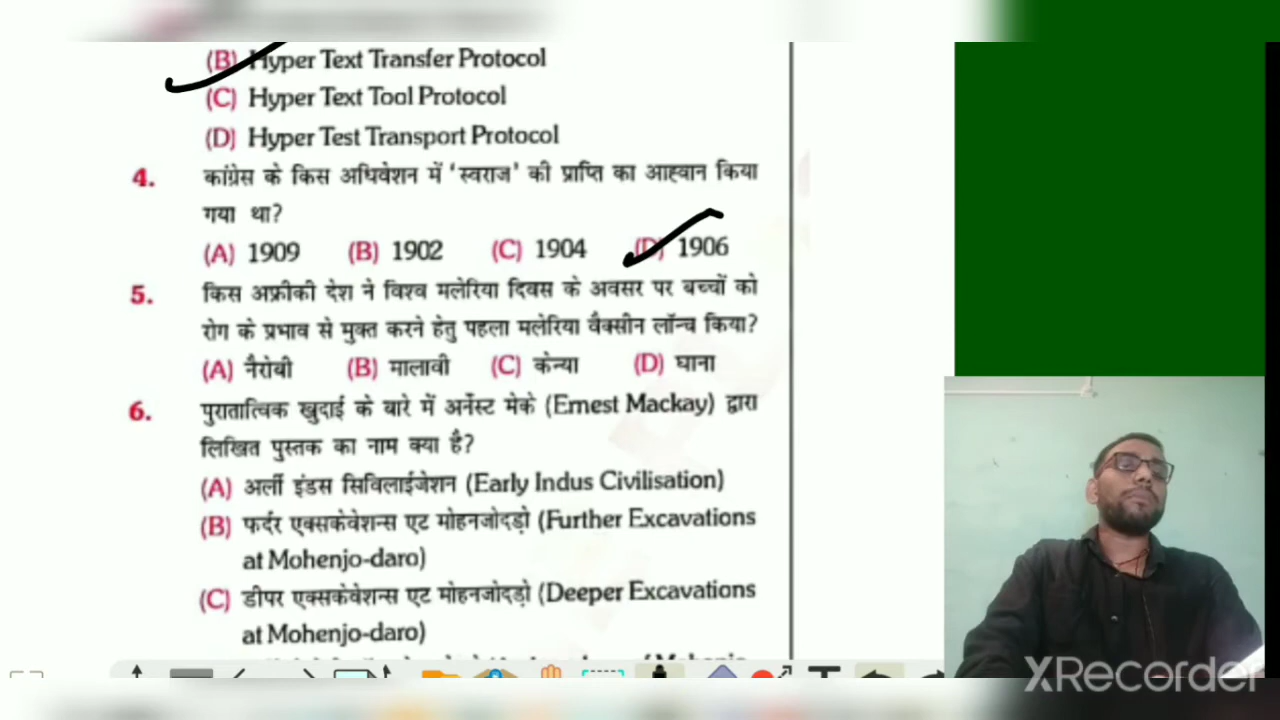 (B) Hyper Text Transfer Protocol
(C) Hyper Text Tool Protocol
(D) Hyper Test Transport Protocol
4. कांग्रेस के किस अधिवेशन में 'स्वराज' की प्राप्ति का आह्वान किया
गया था?
(A) 1909 (B) 1902 (C) 1904 (D) 1906
5. किस अफ्रीकी देश ने विश्व मलेरिया दिवस के अवसर पर बच्चों को
रोग के प्रभाव से मुक्त करने हेतु पहला मलेरिया वैक्सीन लॉन्च किया?
(A) नैरोबी (B) मालावी (C) केन्या (D) घाना
6. पुरातात्विक खुदाई के बारे में अर्नेस्ट मेके (Ernest Mackay) द्वारा
लिखित पुस्तक का नाम क्या है?
(A) अर्ली इंडस सिविलाईजेशन (Early Indus Civilisation)
(B) फर्दर एक्सकेवेशन्स एट मोहनजोदड़ो (Further Excavations
at Mohenjo-daro)
(C) डीपर एक्सकेवेशन्स एट मोहनजोदड़ो (Deeper Excavations
at Mohenjo-daro)
XRecorder